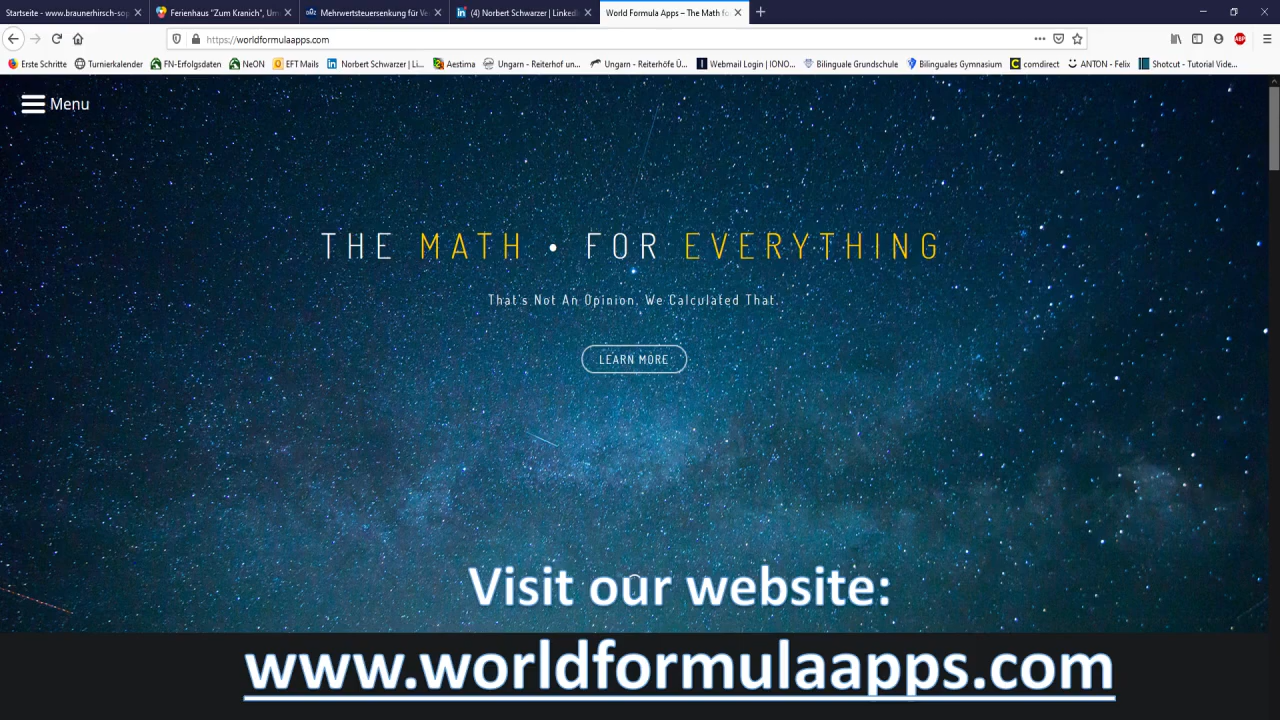 Startseite - www.braunerhirsch-sop
Ferienhaus "Zum Kranich", Um
Mehrwertsteuersenkung für Ve
(4) Norbert Schwarzer | LinkedI
World Formula Apps – The Math fo
https://worldformulaapps.com
Erste Schritte
Turnierkalender
FN-Erfolgsdaten
NeON
EFT Mails
Norbert Schwarzer | Li...
Aestima
Ungarn - Reiterhof un...
Ungarn - Reiterhöfe Ü...
Webmail Login | IONO...
Bilinguale Grundschule
Bilinguales Gymnasium
comdirect
ANTON - Felix
Shotcut - Tutorial Vide...
ABP
Menu
THE MATH • FOR EVERYTHING
That's Not An Opinion. We Calculated That.
LEARN MORE
Visit our website:
www.worldformulaapps.com